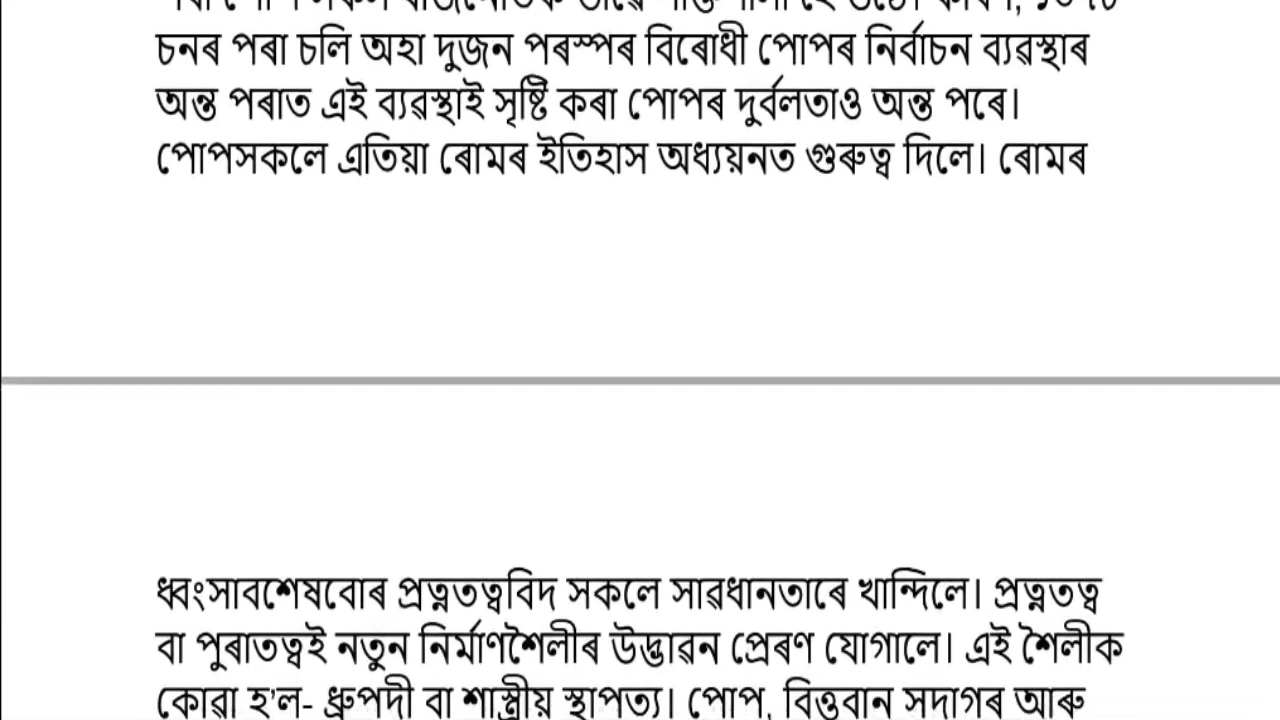 চনৰ পৰা চলি অহা দুজন পৰস্পৰ বিৰোধী পোপৰ নিৰ্বাচন ব্যৱস্থাৰ
অন্ত পৰাত এই ব্যৱস্থাই সৃষ্টি কৰা পোপৰ দুৰ্বলতাও অন্ত পৰে।
পোপসকলে এতিয়া ৰোমৰ ইতিহাস অধ্যয়নত গুৰুত্ব দিলে। ৰোমৰ
ধ্বংসাবশেষবোৰ প্ৰত্নতত্ববিদ সকলে সাৱধানতাৰে খান্দিলে। প্ৰত্নতত্ব
বা পুৰাতত্বই নতুন নিৰ্মাণশৈলীৰ উদ্ভাৱন প্ৰেৰণ যোগালে। এই শৈলীক
কোৱা হ'ল- ধ্ৰুপদী বা শাস্ত্ৰীয় স্থাপত্য। পোপ, বিত্তবান সদাগৰ আৰু